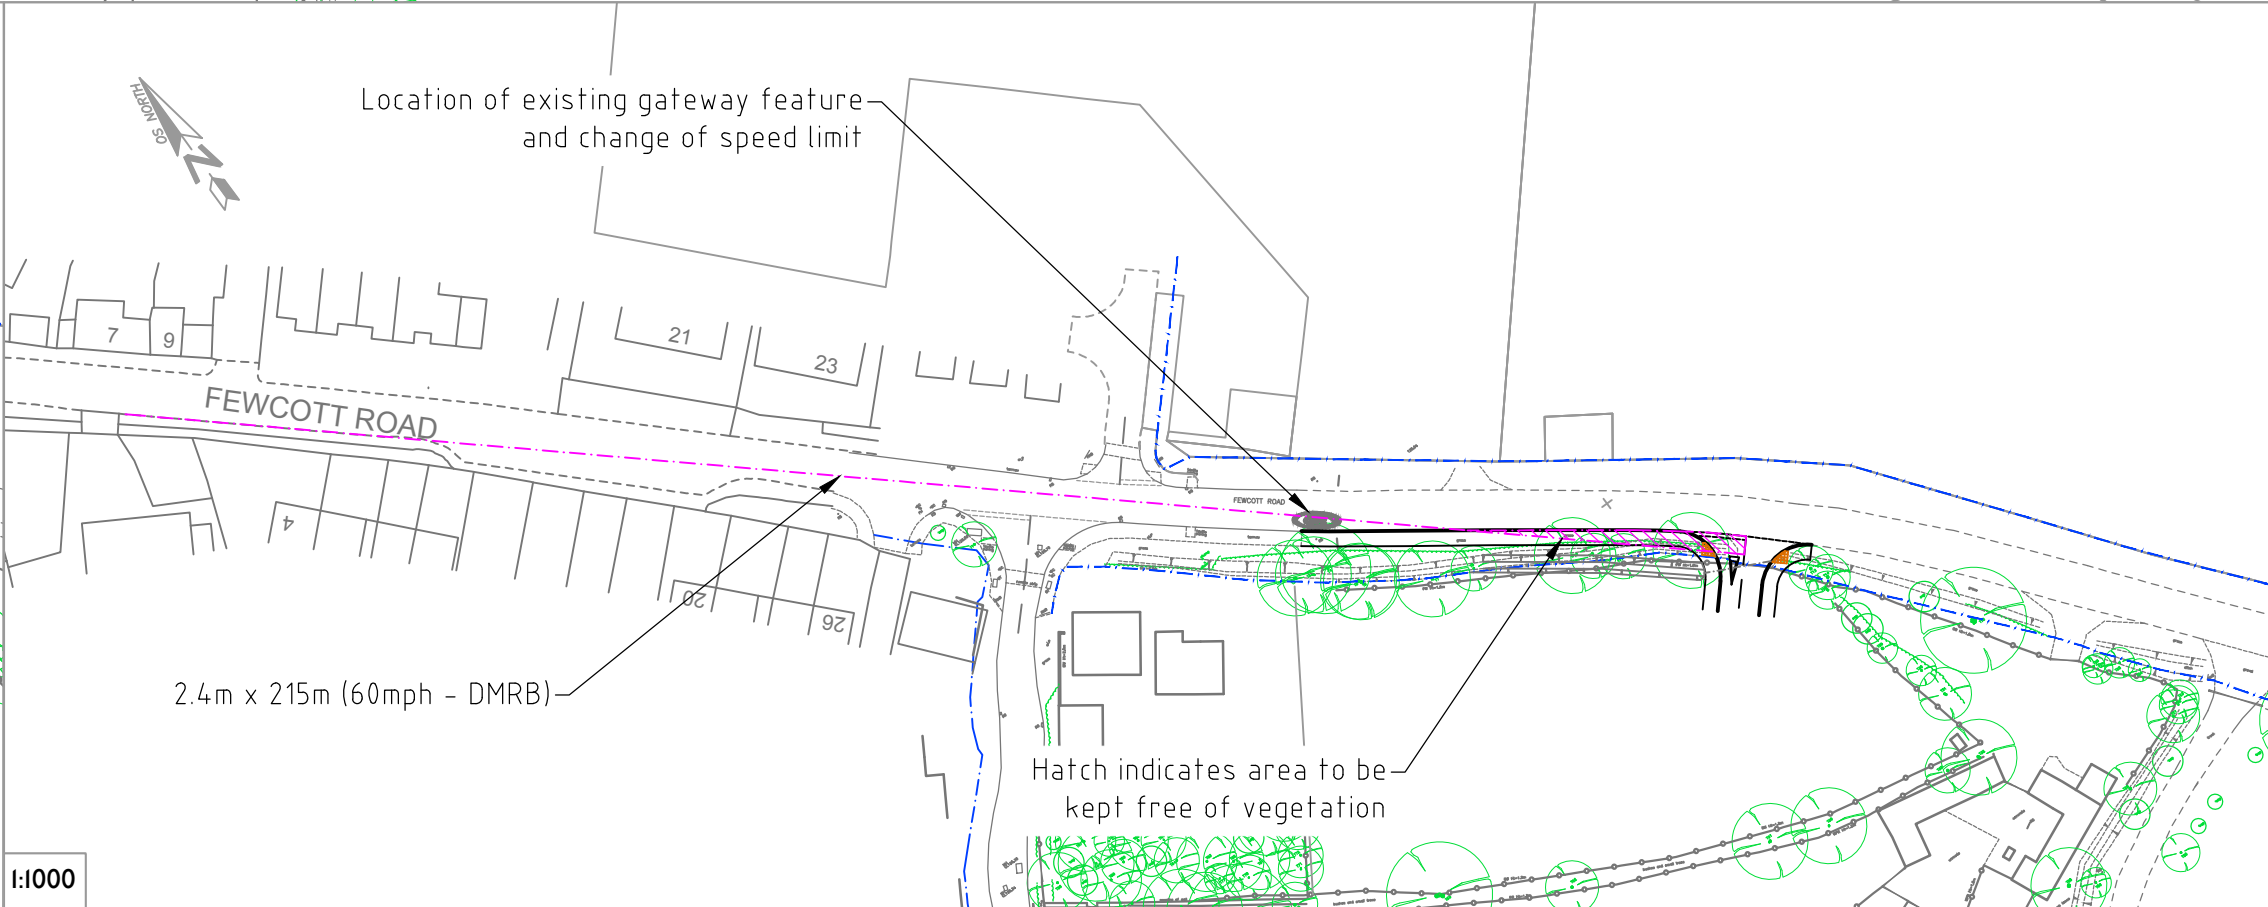 Location of existing gateway feature
and change of speed limit
OS NORTH
N
7
9
21
23
FEWCOTT ROAD
FEWCOTT ROAD
4
20
26
2.4m x 215m (60mph - DMRB)
Hatch indicates area to be
kept free of vegetation
1:1000